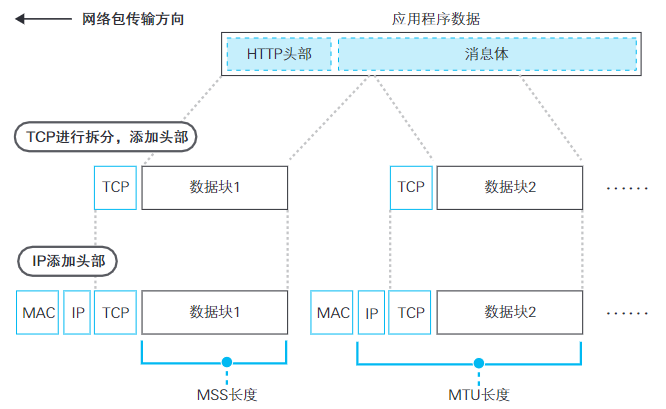 网络包传输方向
应用程序数据
HTTP头部 消息体
TCP进行拆分，添加头部
TCP 数据块1 TCP 数据块2 ······
IP添加头部
MAC IP TCP 数据块1 MAC IP TCP 数据块2 ······
MSS长度 MTU长度